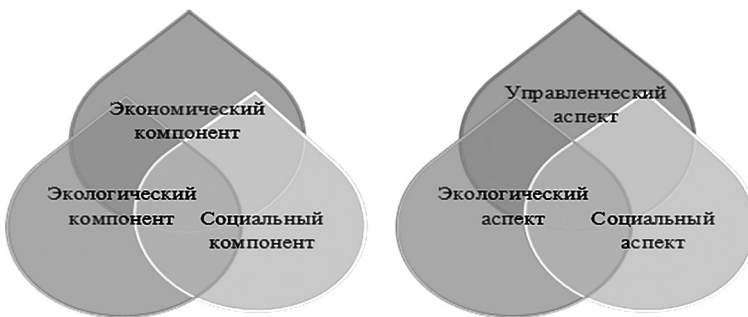 Экономический
компонент
Экологический
компонент
Социальный
компонент
Управленческий
аспект
Экологический
аспект
Социальный
аспект